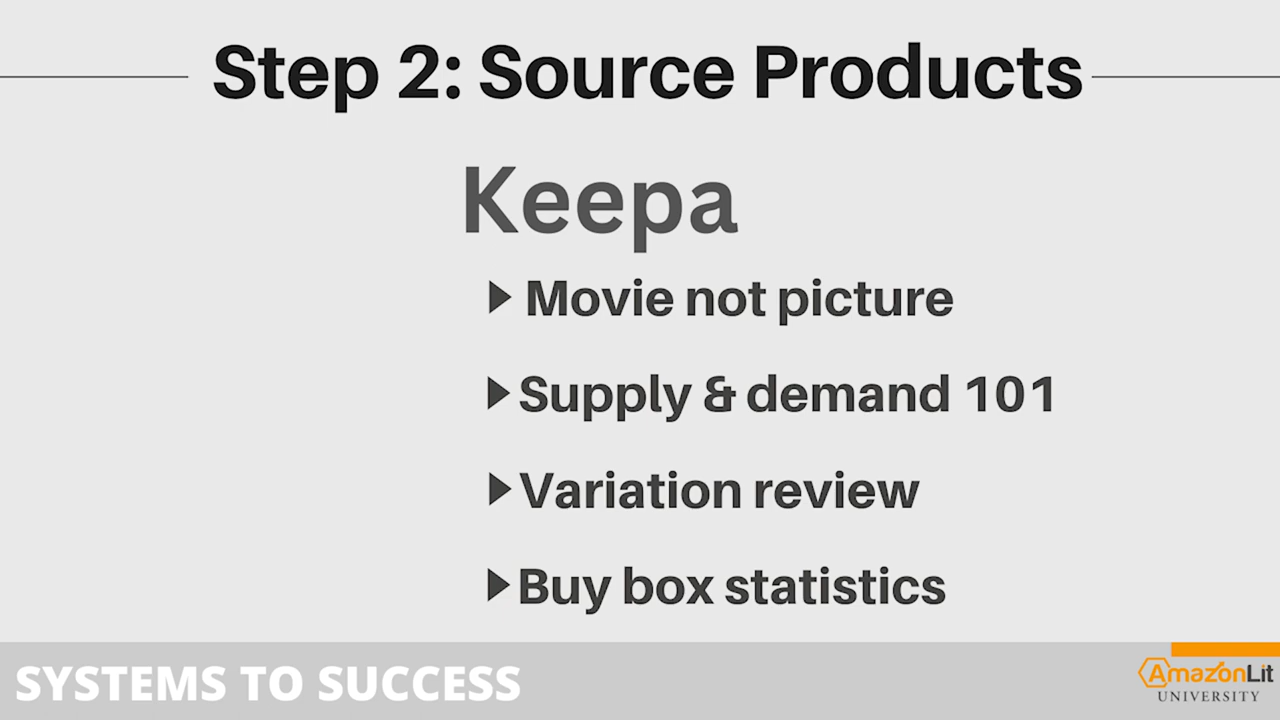 Step 2: Source Products
Keepa
Movie not picture
Supply & demand 101
Variation review
Buy box statistics
SYSTEMS TO SUCCESS
AmazonLit
UNIVERSITY